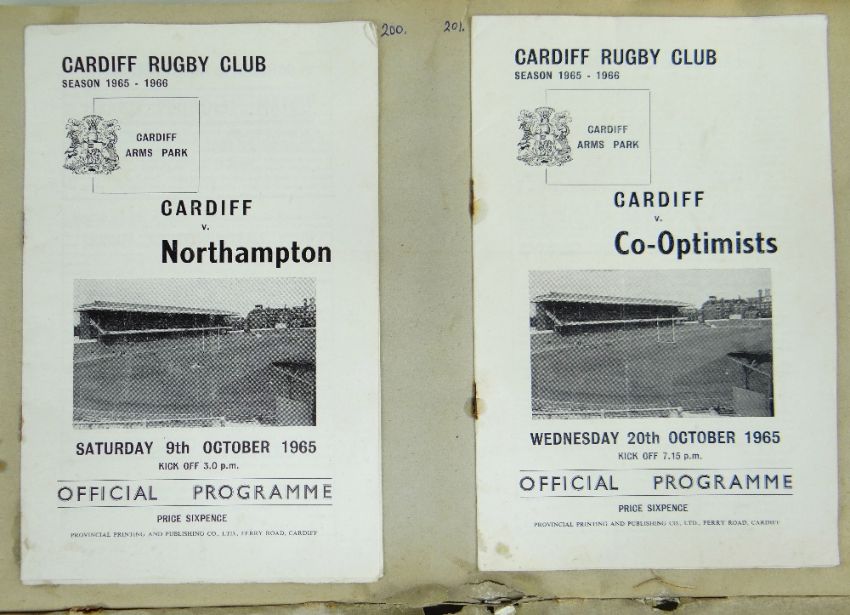 200.
201.
CARDIFF RUGBY CLUB
SEASON 1965 - 1966
CARDIFF
ARMS PARK
CARDIFF
v.
Northampton
SATURDAY 9th OCTOBER 1965
KICK OFF 3.0 p.m.
OFFICIAL PROGRAMME
PRICE SIXPENCE
PROVINCIAL PRINTING AND PUBLISHING CO., LTD., FERRY ROAD, CARDIFF
CARDIFF RUGBY CLUB
SEASON 1965 - 1966
CARDIFF
ARMS PARK
CARDIFF
v.
Co-Optimists
WEDNESDAY 20th OCTOBER 1965
KICK OFF 7.15 p.m.
OFFICIAL PROGRAMME
PRICE SIXPENCE
PROVINCIAL PRINTING AND PUBLISHING CO., LTD., FERRY ROAD, CARDIFF